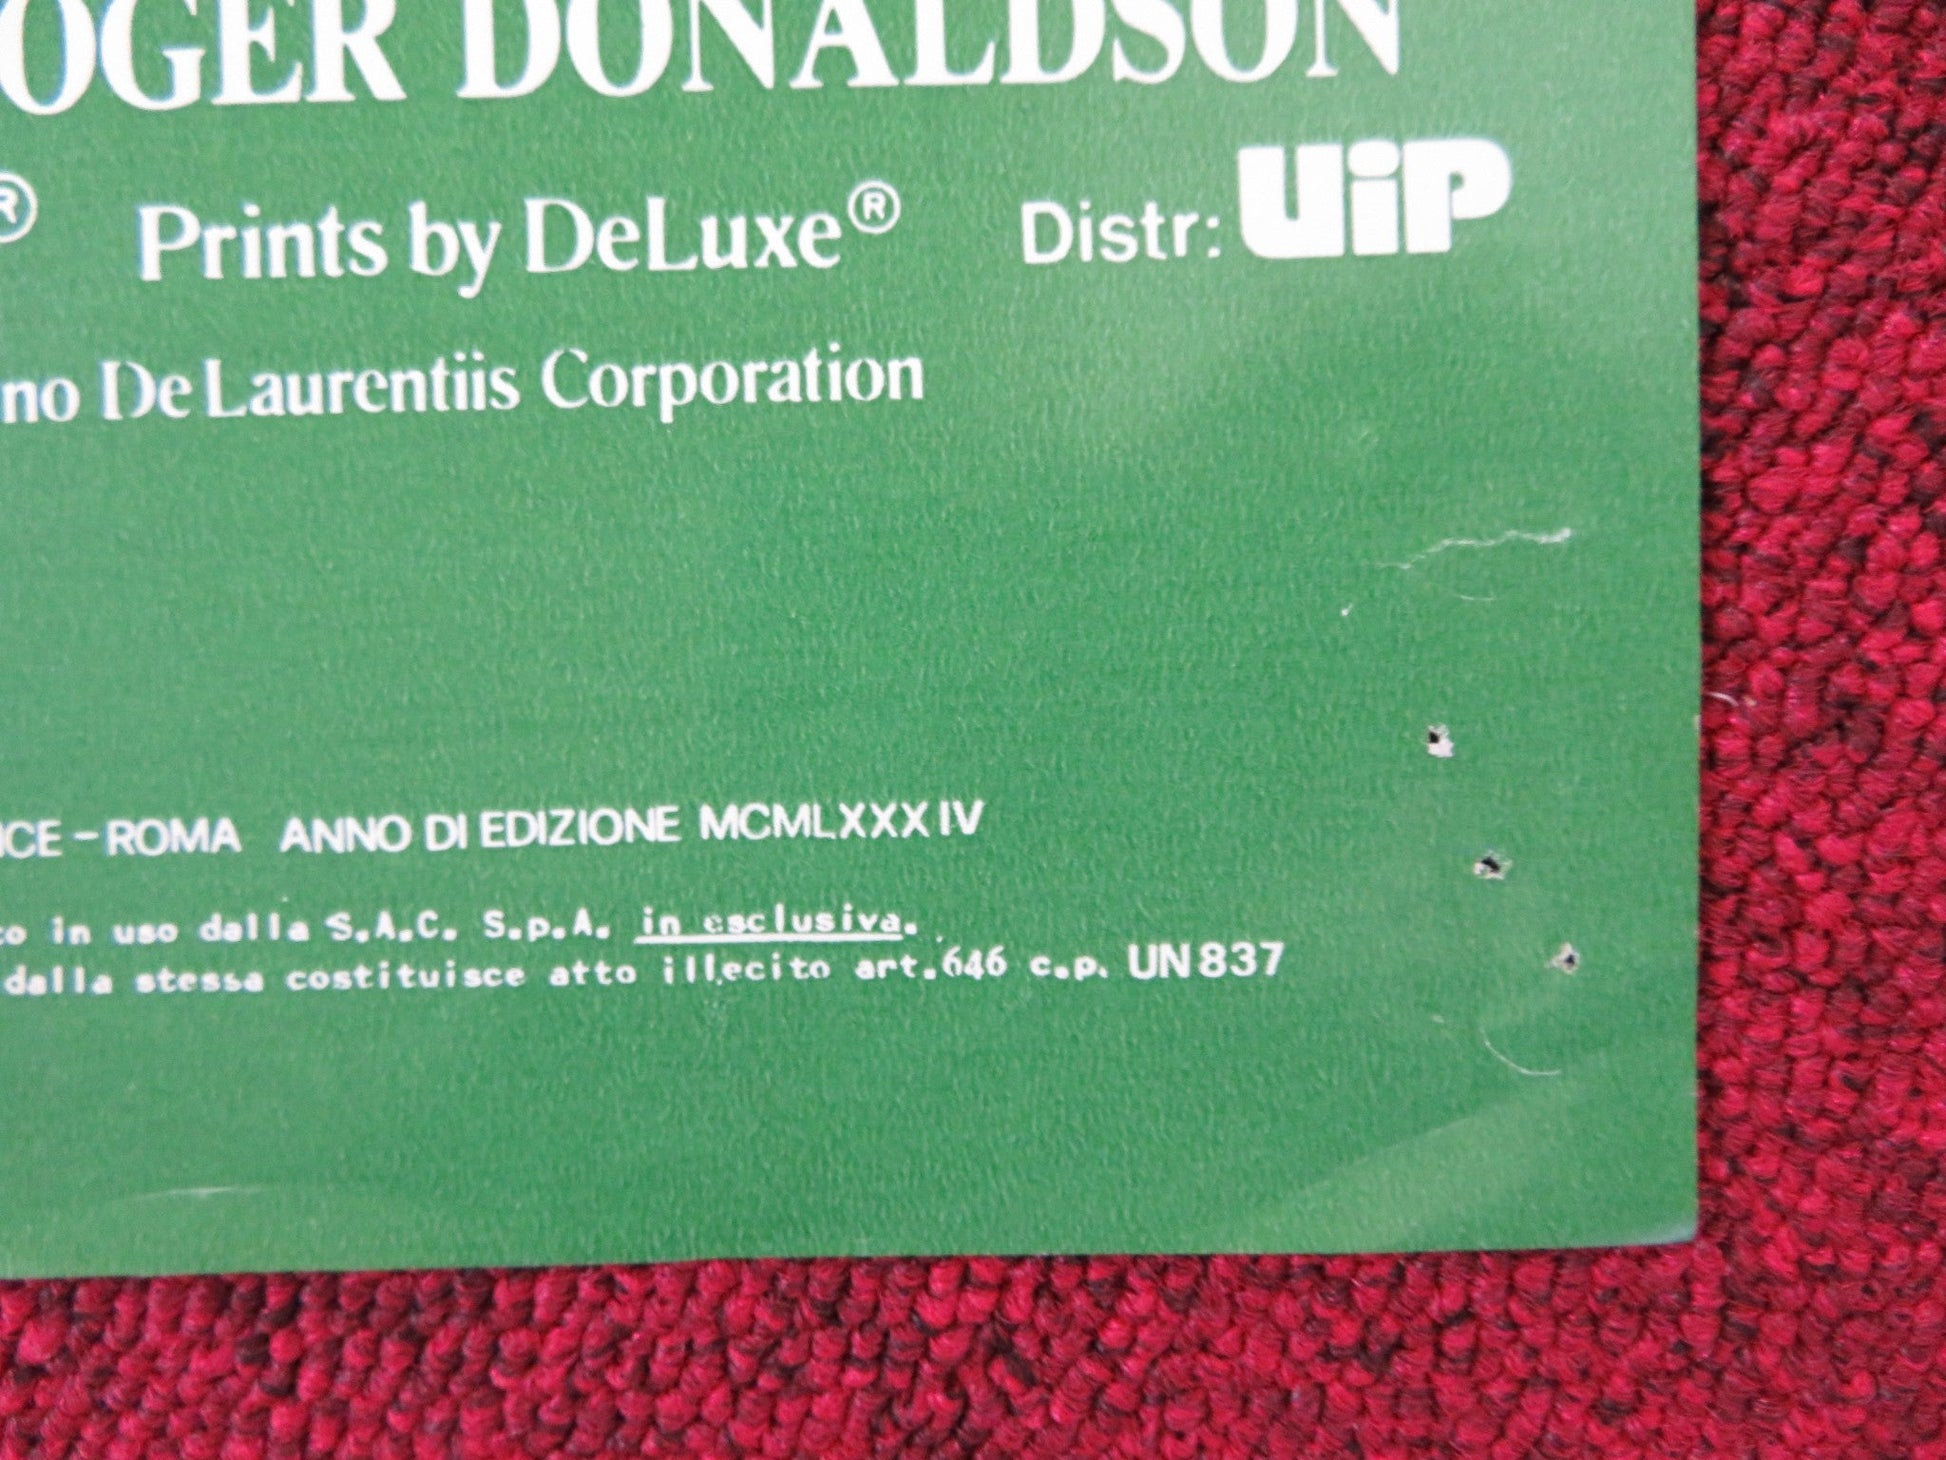 OGER DONALDSON
® Prints by DeLuxe® Distr: UiP
no De Laurentiis Corporation
ICE - ROMA ANNO DI EDIZIONE MCMLXXXIV
to in uso dalla S.A.C. S.p.A. in esclusiva.
dalla stessa costituisce atto illecito art.646 c.p. UN837